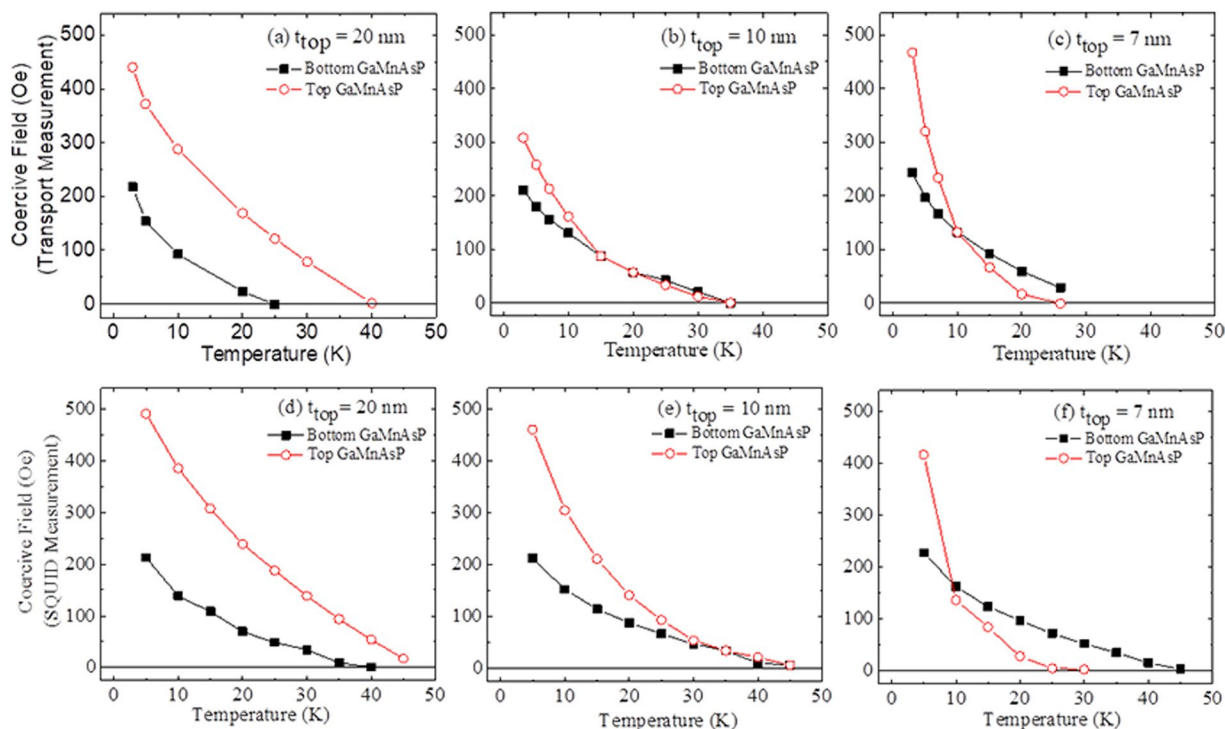 Coercive Field (Oe)
(Transport Measurement)
500
400
300
200
100
0
(a) ttop = 20 nm
Bottom GaMnAsP
Top GaMnAsP
0 10 20 30 40 50
Temperature (K)
500
400
300
200
100
0
(b) ttop = 10 nm
Bottom GaMnAsP
Top GaMnAsP
0 10 20 30 40 50
Temperature (K)
500
400
300
200
100
0
(c) ttop = 7 nm
Bottom GaMnAsP
Top GaMnAsP
0 10 20 30 40 50
Temperature (K)
Coercive Field (Oe)
(SQUID Measurement)
500
400
300
200
100
0
(d) ttop = 20 nm
Bottom GaMnAsP
Top GaMnAsP
0 10 20 30 40 50
Temperature (K)
500
400
300
200
100
0
(e) ttop = 10 nm
Bottom GaMnAsP
Top GaMnAsP
0 10 20 30 40 50
Temperature (K)
500
400
300
200
100
0
(f) ttop = 7 nm
Bottom GaMnAsP
Top GaMnAsP
0 10 20 30 40 50
Temperature (K)